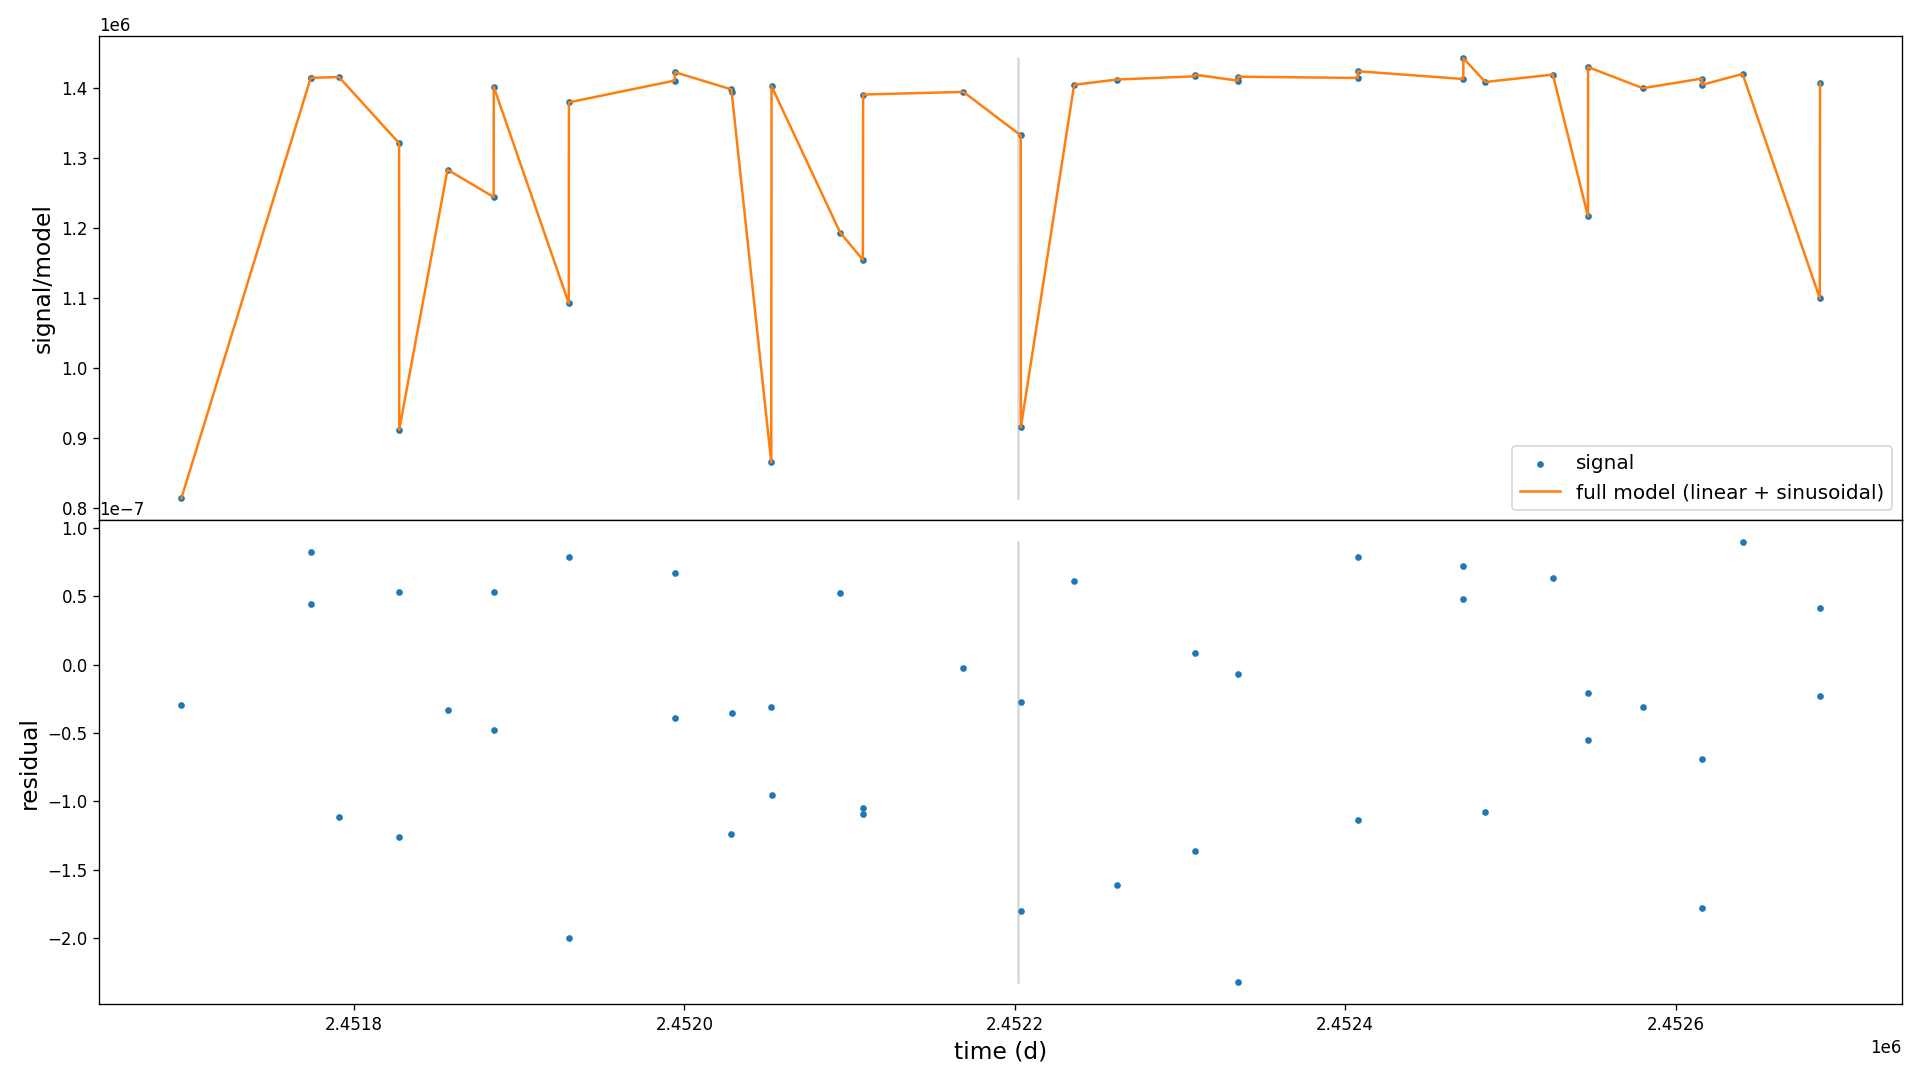 1e6
1.4
1.3
1.2
1.1
1.0
0.9
0.8
signal/model
signal
full model (linear + sinusoidal)
1e−7
1.0
0.5
0.0
−0.5
−1.0
−1.5
−2.0
residual
2.4518
2.4520
2.4522
2.4524
2.4526
1e6
time (d)